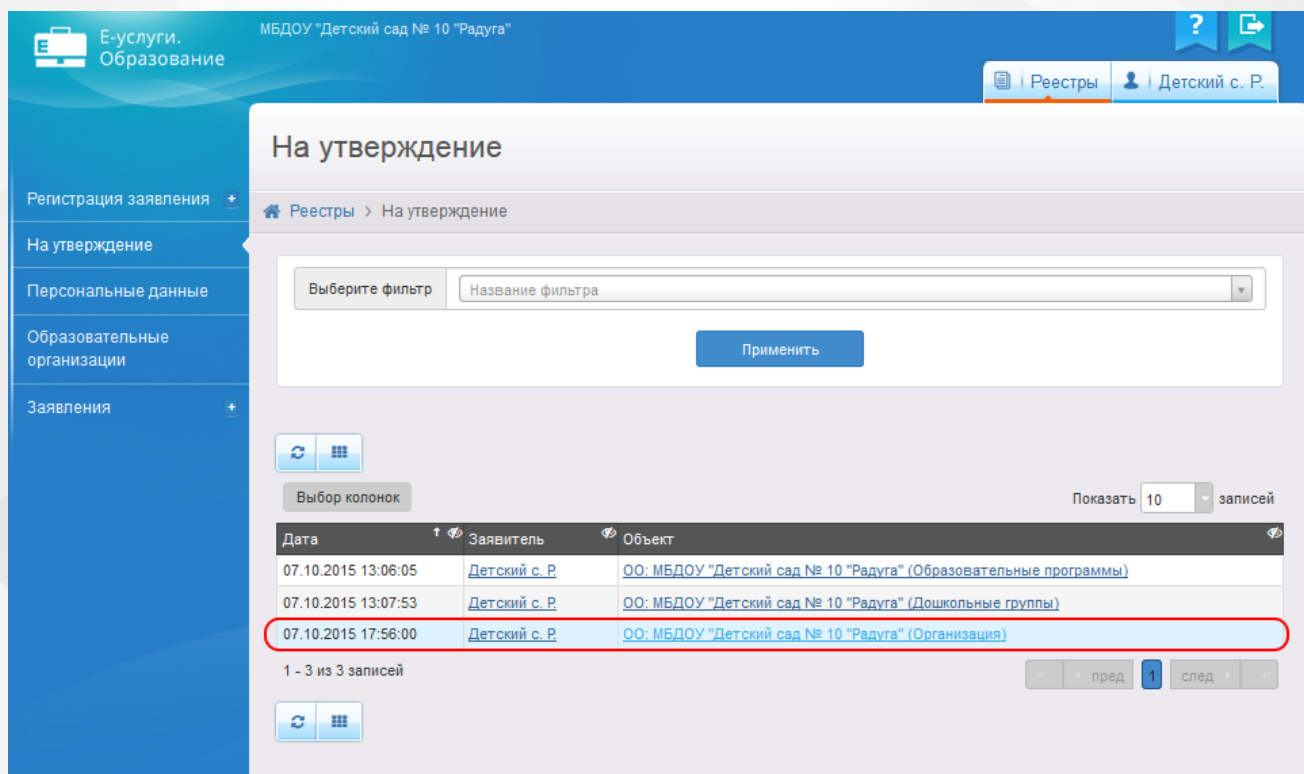 Е-услуги.
Образование
МБДОУ "Детский сад № 10 "Радуга"
?
Реестры
Детский с. Р.
На утверждение
Регистрация заявления +
На утверждение
Персональные данные
Образовательные
организации
Заявления +
Реестры > На утверждение
Выберите фильтр Название фильтра
Применить
Выбор колонок
Показать 10 записей
Дата ↑ Заявитель Объект
07.10.2015 13:06:05 Детский с. Р. ОО: МБДОУ "Детский сад № 10 "Радуга" (Образовательные программы)
07.10.2015 13:07:53 Детский с. Р. ОО: МБДОУ "Детский сад № 10 "Радуга" (Дошкольные группы)
07.10.2015 17:56:00 Детский с. Р. ОО: МБДОУ "Детский сад № 10 "Радуга" (Организация)
1 - 3 из 3 записей
пред 1 след